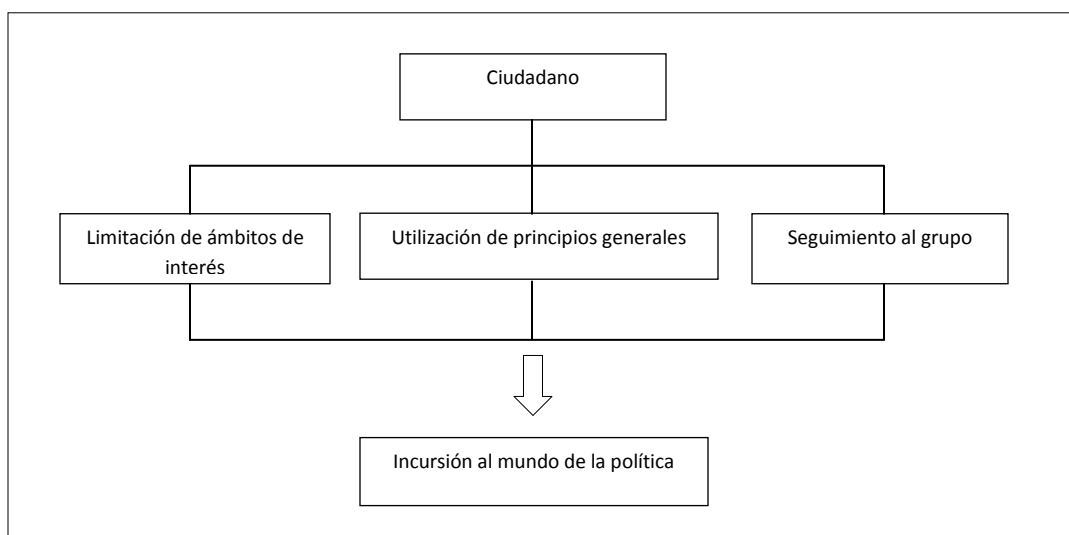 Ciudadano
Limitación de ámbitos de
interés
Utilización de principios generales
Seguimiento al grupo
Incursión al mundo de la política